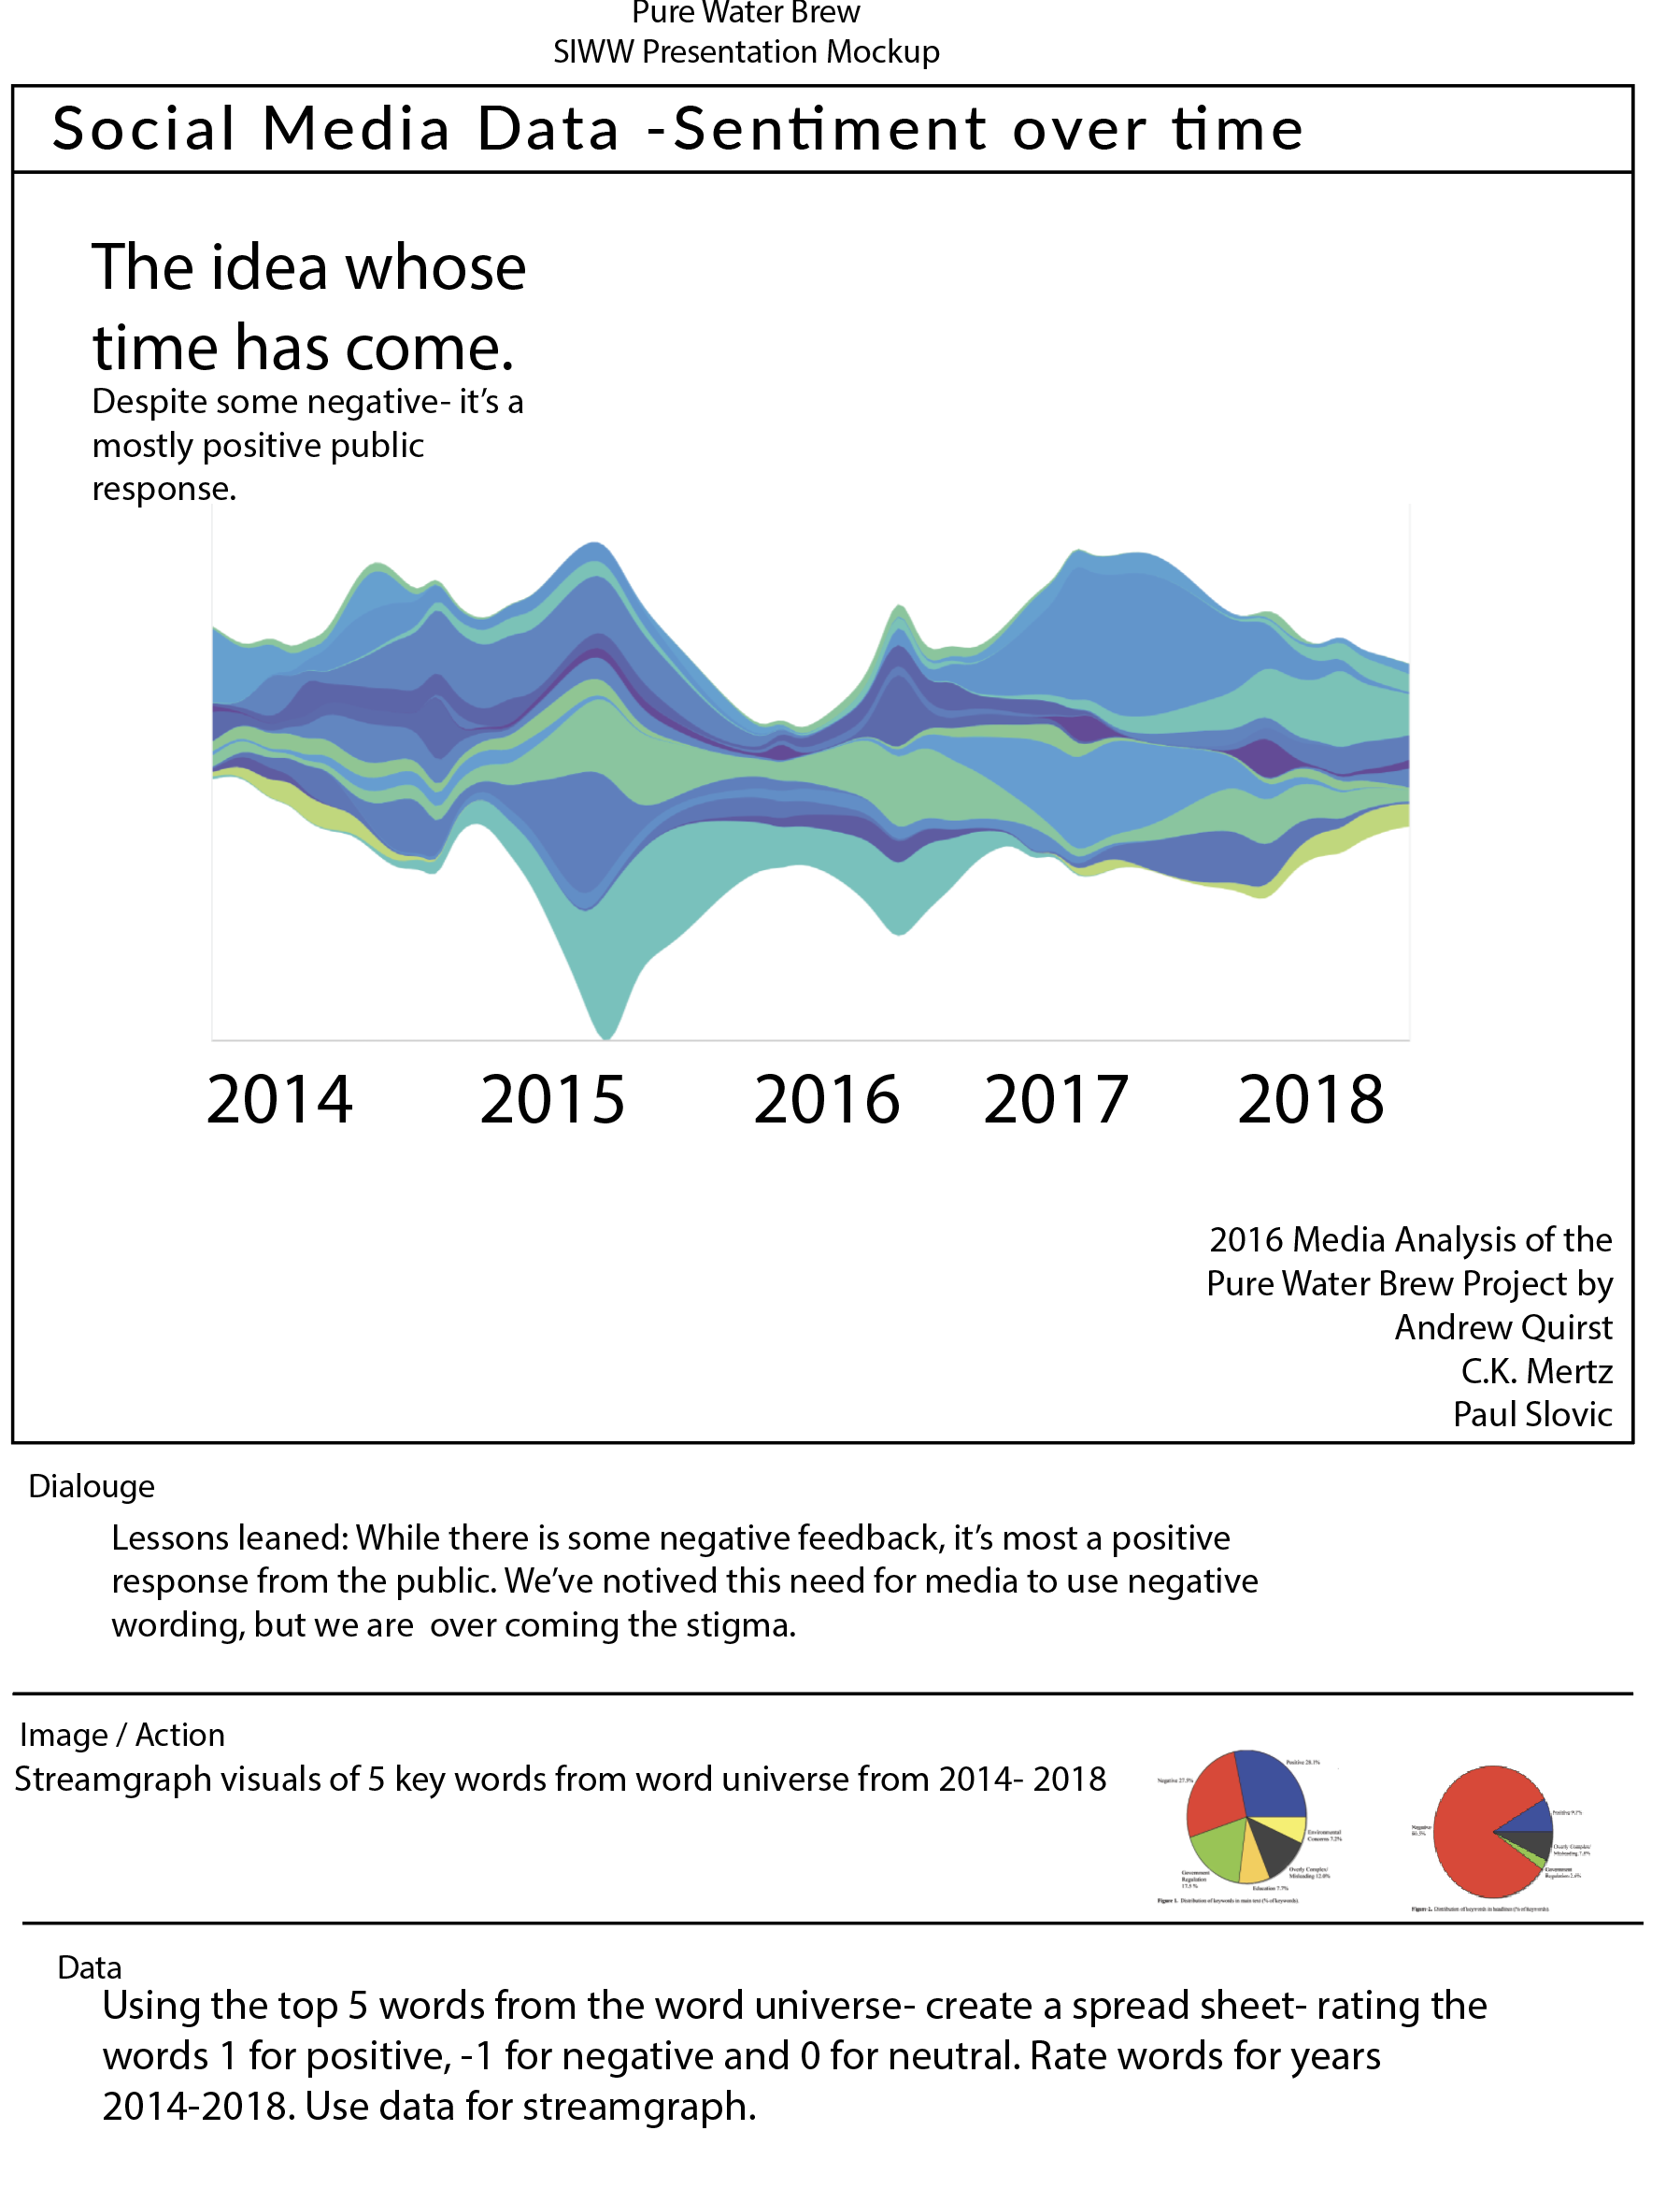 Pure Water Brew
SIWW Presentation Mockup
Social Media Data -Sentiment over time
The idea whose
time has come.
Despite some negative- it's a
mostly positive public
response.
2014 2015 2016 2017 2018
2016 Media Analysis of the
Pure Water Brew Project by
Andrew Quirst
C.K. Mertz
Paul Slovic
Dialouge
Lessons leaned: While there is some negative feedback, it's most a positive
response from the public. We've notived this need for media to use negative
wording, but we are  over coming the stigma.
Image / Action
Streamgraph visuals of 5 key words from word universe from 2014- 2018
Positive 28.3%
Negative 27.3%
Environmental
Concerns 7.2%
Overly Complex/
Misleading 12.0%
Government
Regulation
17.5 %
Education 7.7%
Figure 1. Distribution of keywords in main text (% of keywords).
Positive
Negative
Overly Complex/
Misleading
Government
Regulation 2.4%
Figure 2. Distribution of keywords in headlines (% of keywords).
Data
Using the top 5 words from the word universe- create a spread sheet- rating the
words 1 for positive, -1 for negative and 0 for neutral. Rate words for years
2014-2018. Use data for streamgraph.